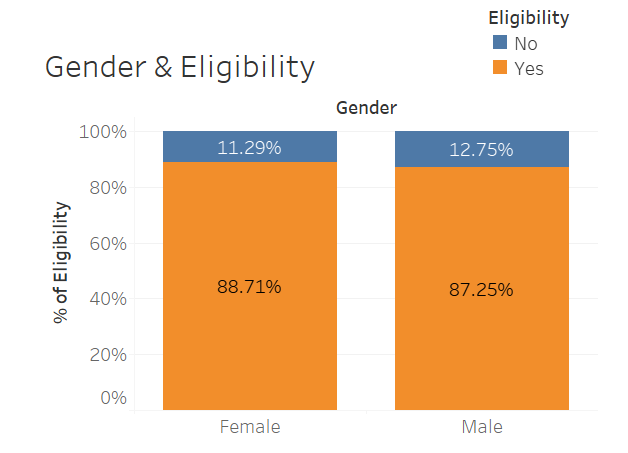 Eligibility
No
Yes
Gender & Eligibility
Gender
100%
80%
60%
40%
20%
0%
% of Eligibility
11.29%
12.75%
88.71%
87.25%
Female
Male